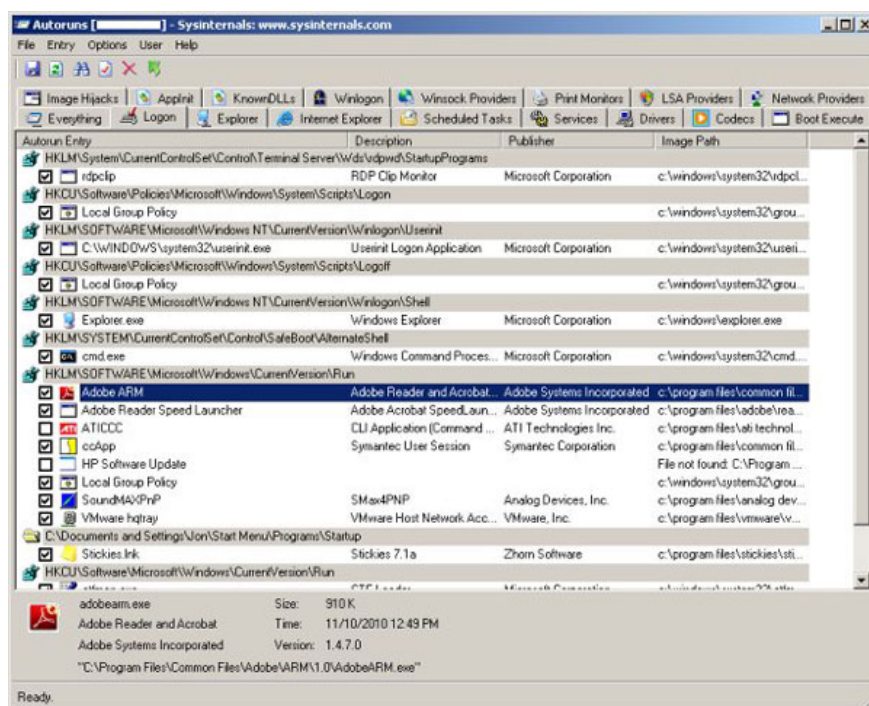 Autoruns [ ] - Sysinternals: www.sysinternals.com
File Entry Options User Help
Image Hijacks AppInit KnownDLLs Winlogon Winsock Providers Print Monitors LSA Providers Network Providers
Everything Logon Explorer Internet Explorer Scheduled Tasks Services Drivers Codecs Boot Execute
Autorun Entry Description Publisher Image Path
HKLM\System\CurrentControlSet\Control\Terminal Server\Wds\rdpwd\StartupPrograms
rdpclip RDP Clip Monitor Microsoft Corporation c:\windows\system32\rdpcl...
HKCU\Software\Policies\Microsoft\Windows\System\Scripts\Logon
Local Group Policy c:\windows\system32\grou...
HKLM\SOFTWARE\Microsoft\Windows NT\CurrentVersion\Winlogon\Userinit
C:\WINDOWS\system32\userinit.exe Userinit Logon Application Microsoft Corporation c:\windows\system32\useri...
HKCU\Software\Policies\Microsoft\Windows\System\Scripts\Logoff
Local Group Policy c:\windows\system32\grou...
HKLM\SOFTWARE\Microsoft\Windows NT\CurrentVersion\Winlogon\Shell
Explorer.exe Windows Explorer Microsoft Corporation c:\windows\explorer.exe
HKLM\SYSTEM\CurrentControlSet\Control\SafeBoot\AlternateShell
cmd.exe Windows Command Proces... Microsoft Corporation c:\windows\system32\cmd....
HKLM\SOFTWARE\Microsoft\Windows\CurrentVersion\Run
Adobe ARM Adobe Reader and Acrobat... Adobe Systems Incorporated c:\program files\common fil...
Adobe Reader Speed Launcher Adobe Acrobat SpeedLaun... Adobe Systems Incorporated c:\program files\adobe\rea...
ATICCC CLI Application (Command ... ATI Technologies Inc. c:\program files\ati technol...
ccApp Symantec User Session Symantec Corporation c:\program files\common fil...
HP Software Update File not found: C:\Program ...
Local Group Policy c:\windows\system32\grou...
SoundMAXPnP SMax4PNP Analog Devices, Inc. c:\program files\analog dev...
VMware hqtray VMware Host Network Acc... VMware, Inc. c:\program files\vmware\v...
C:\Documents and Settings\Jon\Start Menu\Programs\Startup
Stickies.lnk Stickies 7.1a Zhorn Software c:\program files\stickies\sti...
HKCU\Software\Microsoft\Windows\CurrentVersion\Run
adobearm.exe Size: 910 K
Adobe Reader and Acrobat Time: 11/10/2010 12:49 PM
Adobe Systems Incorporated Version: 1.4.7.0
"C:\Program Files\Common Files\Adobe\ARM\1.0\AdobeARM.exe"
Ready.